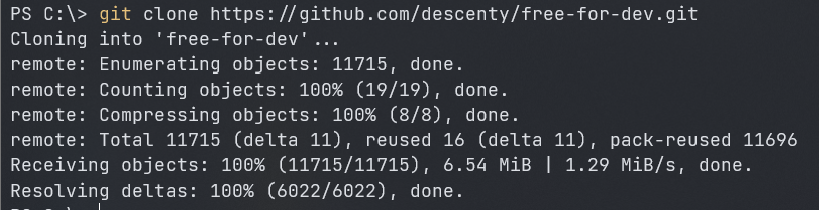 PS C:\> git clone https://github.com/descenty/free-for-dev.git
Cloning into 'free-for-dev'...
remote: Enumerating objects: 11715, done.
remote: Counting objects: 100% (19/19), done.
remote: Compressing objects: 100% (8/8), done.
remote: Total 11715 (delta 11), reused 16 (delta 11), pack-reused 11696
Receiving objects: 100% (11715/11715), 6.54 MiB | 1.29 MiB/s, done.
Resolving deltas: 100% (6022/6022), done.